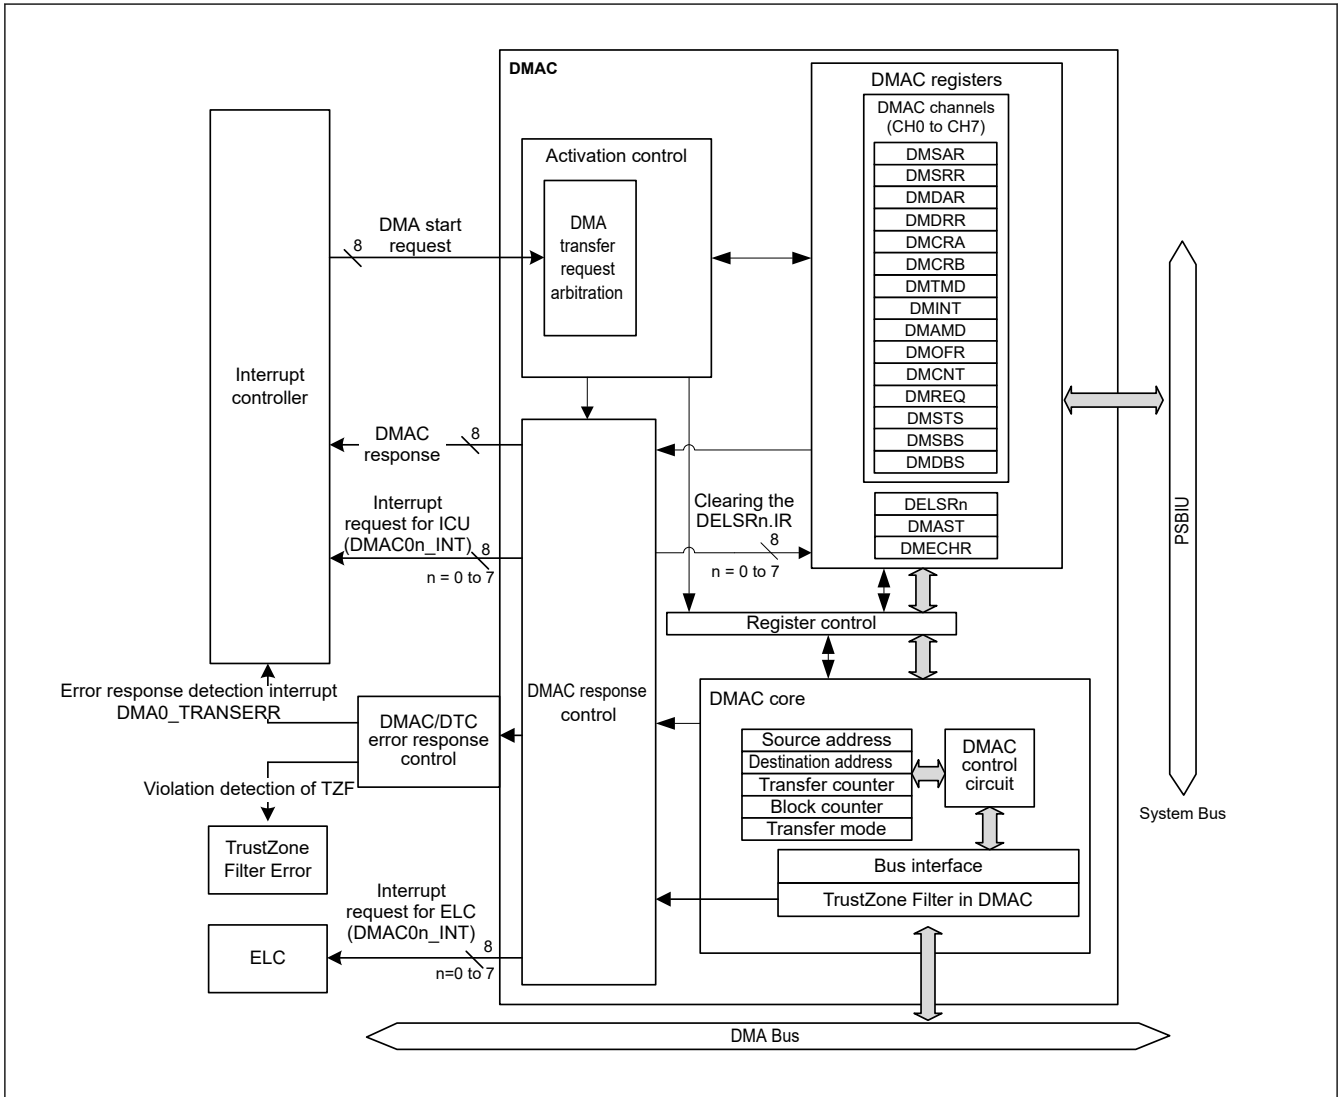 DMAC
DMAC registers
DMAC channels
(CH0 to CH7)
DMSAR
DMSRR
DMDAR
DMDRR
DMCRA
DMCRB
DMTMD
DMINT
DMAMD
DMOFR
DMCNT
DMREQ
DMSTS
DMSBS
DMDBS
DELSRn
DMAST
DMECHR
Activation control
DMA
transfer
request
arbitration
DMA start
request
8
Interrupt
controller
DMAC
response
8
Interrupt
request for ICU
(DMAC0n_INT)
8
n = 0 to 7
Clearing the
DELSRn.IR
8
n = 0 to 7
Register control
PSBIU
System Bus
Error response detection interrupt
DMA0_TRANSERR
DMAC/DTC
error response
control
DMAC response
control
Violation detection of TZF
TrustZone
Filter Error
DMAC core
Source address
Destination address
Transfer counter
Block counter
Transfer mode
DMAC
control
circuit
Bus interface
TrustZone Filter in DMAC
Interrupt
request for ELC
(DMAC0n_INT)
8
n=0 to 7
ELC
DMA Bus